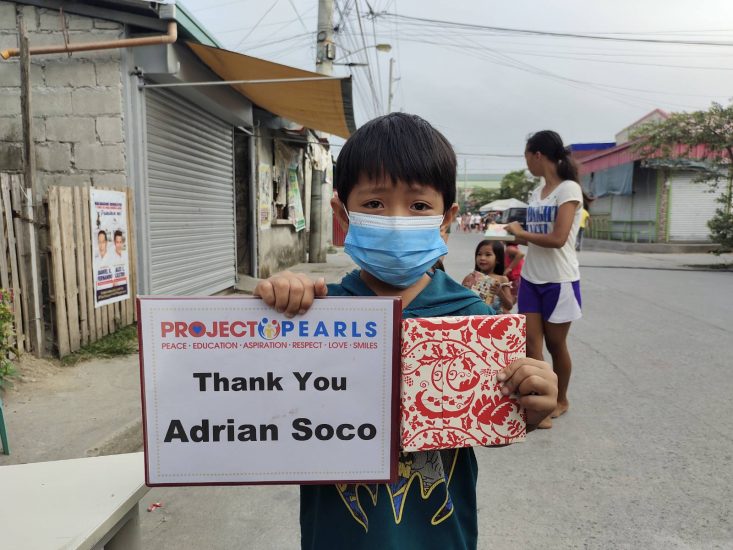 PROJECT PEARLS
PEACE · EDUCATION · ASPIRATION · RESPECT · LOVE · SMILES
Thank You
Adrian Soco